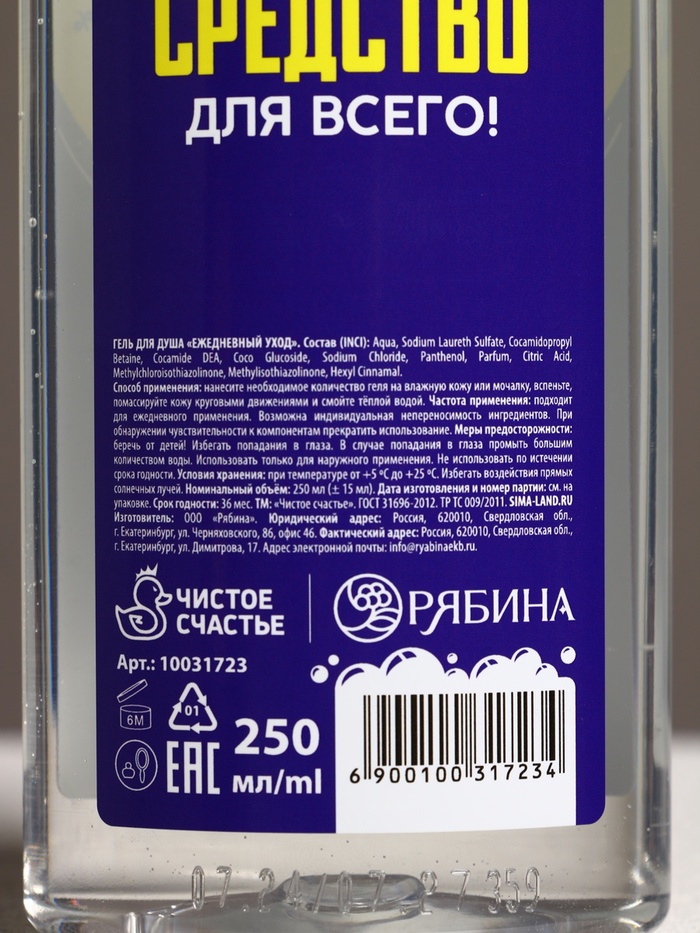 СРЕДСТВО
ДЛЯ ВСЕГО!
ГЕЛЬ ДЛЯ ДУША «ЕЖЕДНЕВНЫЙ УХОД». Состав (INCI): Aqua, Sodium Laureth Sulfate, Cocamidopropyl
Betaine, Cocamide DEA, Coco Glucoside, Sodium Chloride, Panthenol, Parfum, Citric Acid,
Methylchloroisothiazolinone, Methylisothiazolinone, Hexyl Cinnamal.
Способ применения: нанесите необходимое количество геля на влажную кожу или мочалку, вспеньте,
помассируйте кожу круговыми движениями и смойте тёплой водой. Частота применения: подходит
для ежедневного применения. Возможна индивидуальная непереносимость ингредиентов. При
обнаружении чувствительности к компонентам прекратить использование. Меры предосторожности:
беречь от детей! Избегать попадания в глаза. В случае попадания в глаза промыть большим
количеством воды. Использовать только для наружного применения. Не использовать по истечении
срока годности. Условия хранения: при температуре от +5 ºС до +25 ºС. Избегать воздействия прямых
солнечных лучей. Номинальный объём: 250 мл (± 15 мл). Дата изготовления и номер партии: см. на
упаковке. Срок годности: 36 мес. ТМ: «Чистое счастье». ГОСТ 31696-2012. ТР ТС 009/2011. SIMA-LAND.RU
Изготовитель: ООО «Рябина». Юридический адрес: Россия, 620010, Свердловская обл.,
г. Екатеринбург, ул. Черняховского, 86, офис 46. Фактический адрес: Россия, 620010, Свердловская обл.,
г. Екатеринбург, ул. Димитрова, 17. Адрес электронной почты: info@ryabinaekb.ru.
ЧИСТОЕ
СЧАСТЬЕ
РЯБИНА
Арт.: 10031723
6M
01
EAC
250
мл/ml
6 900100 317234
07.24/07.27 359